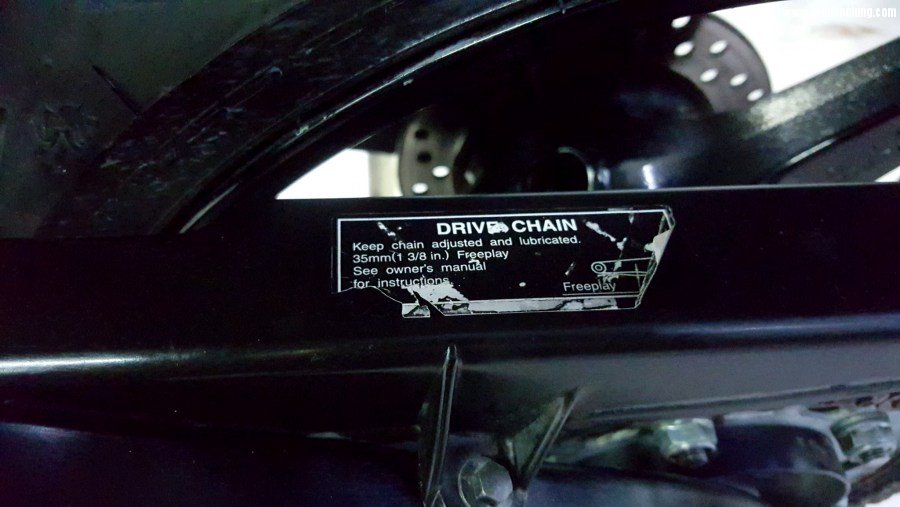 DRIVE CHAIN
Keep chain adjusted and lubricated.
35mm(1 3/8 in.) Freeplay
See owner's manual
for instructions.
Freeplay